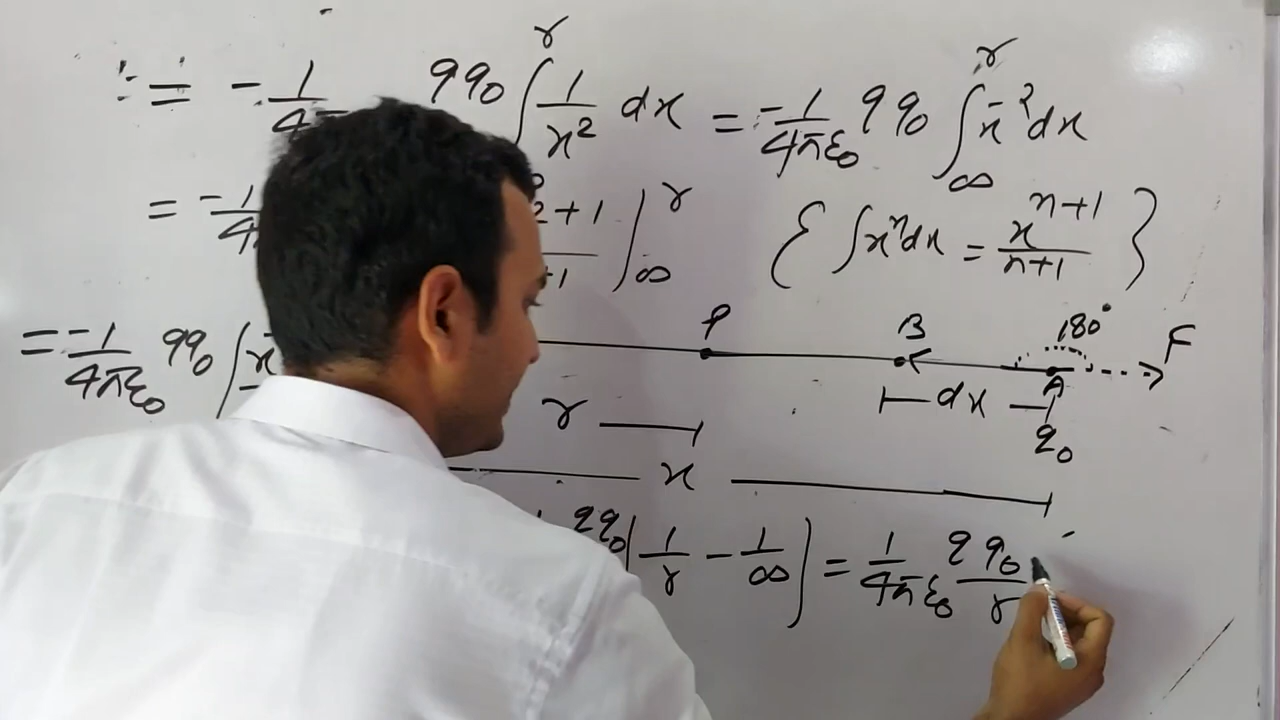 = -1/4 qq₀ ∫ʳ 1/x² dx = -1/4πε₀ qq₀ ∫_∞^r x⁻² dx
= -1/4 2+1 +1 |_∞^r { ∫xⁿdx = xⁿ⁺¹/n+1 }
P B 180° F
= -1/4πε₀ qq₀ x A
r dx q₀
x
qq₀ ( 1/r - 1/∞ ) = 1/4πε₀ qq₀/r